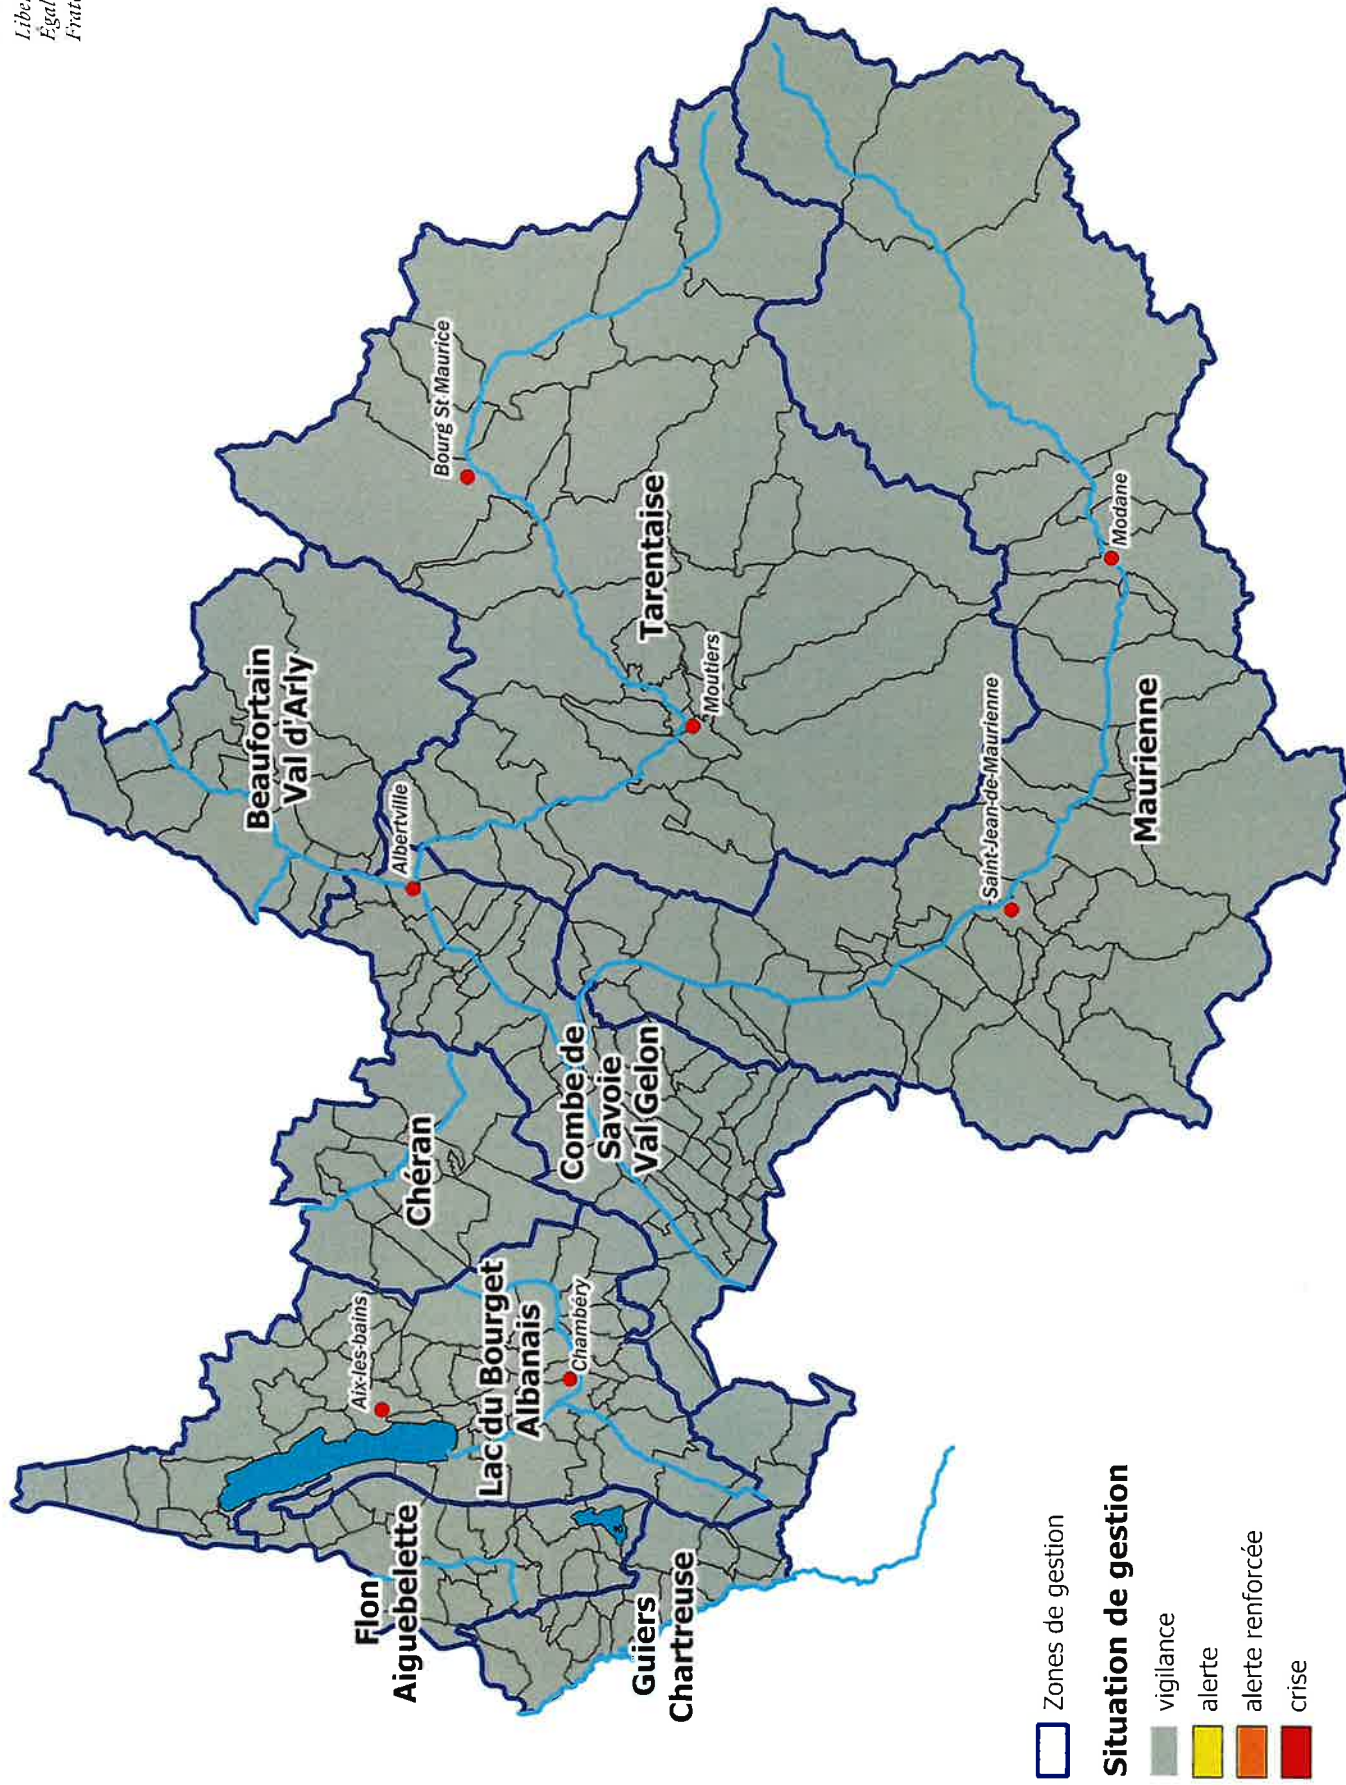 Beaufortain
Val d'Arly
Albertville
Bourg St Maurice
Tarentaise
Moutiers
Chéran
Aix-les-bains
Lac du Bourget
Albanais
Chambéry
Combe de
Savoie
Val Gelon
Flon
Aiguebelette
Guiers
Chartreuse
Saint-Jean-de-Maurienne
Modane
Maurienne
Zones de gestion
Situation de gestion
vigilance
alerte
alerte renforcée
crise